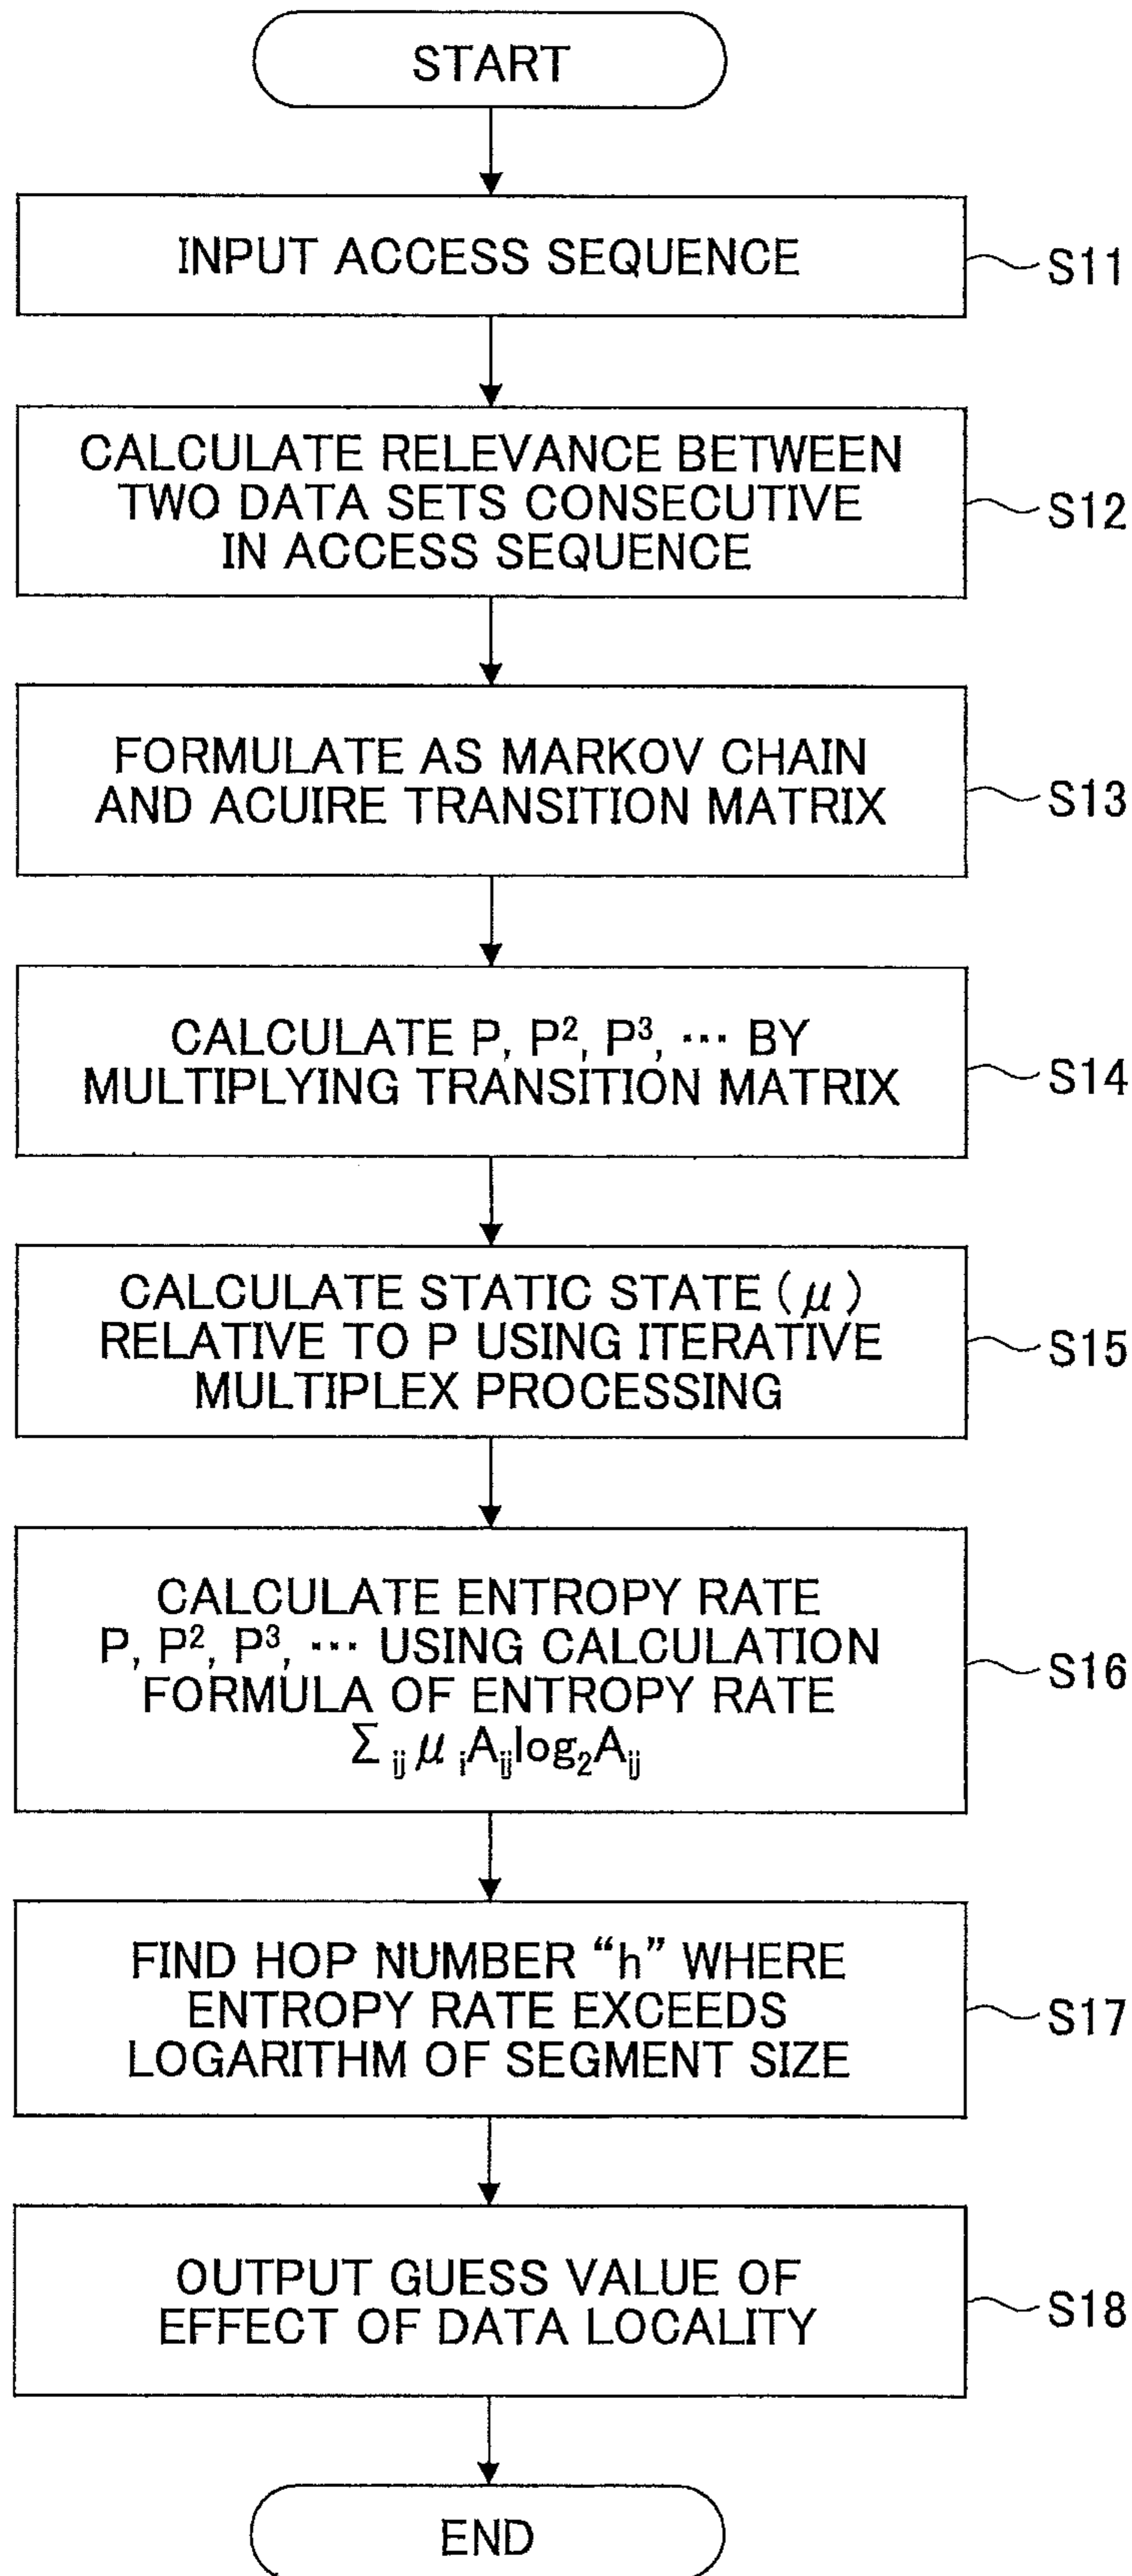 START
INPUT ACCESS SEQUENCE
S11
CALCULATE RELEVANCE BETWEEN
TWO DATA SETS CONSECUTIVE
IN ACCESS SEQUENCE
S12
FORMULATE AS MARKOV CHAIN
AND ACUIRE TRANSITION MATRIX
S13
CALCULATE P, P², P³, ··· BY
MULTIPLYING TRANSITION MATRIX
S14
CALCULATE STATIC STATE (μ)
RELATIVE TO P USING ITERATIVE
MULTIPLEX PROCESSING
S15
CALCULATE ENTROPY RATE
P, P², P³, ··· USING CALCULATION
FORMULA OF ENTROPY RATE
Σ_ij μ_i A_ij log₂ A_ij
S16
FIND HOP NUMBER “h” WHERE
ENTROPY RATE EXCEEDS
LOGARITHM OF SEGMENT SIZE
S17
OUTPUT GUESS VALUE OF
EFFECT OF DATA LOCALITY
S18
END